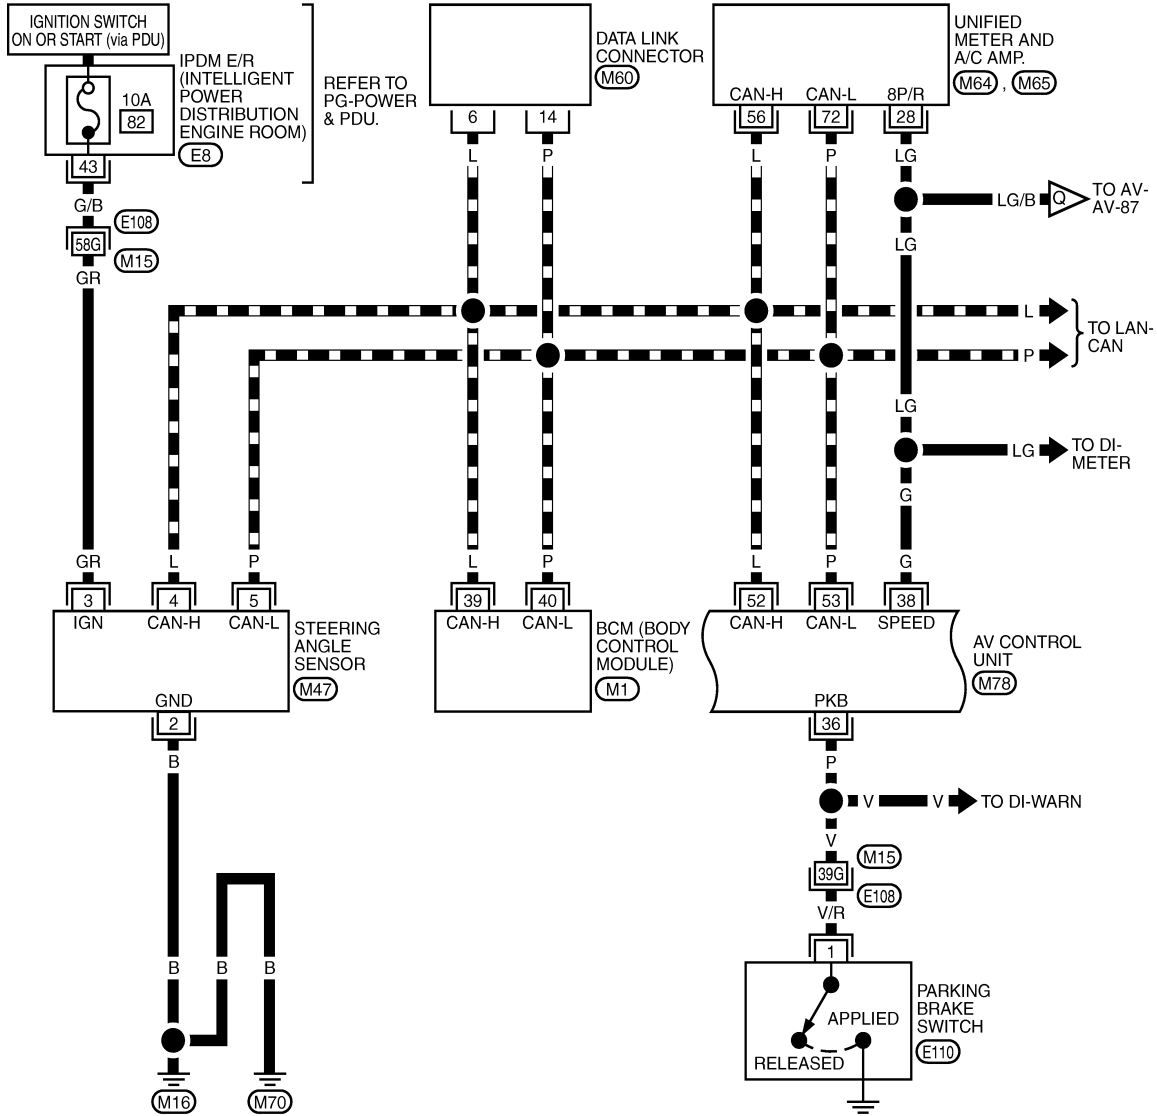 IGNITION SWITCH
ON OR START (via PDU)
10A
82
43
IPDM E/R
(INTELLIGENT
POWER
DISTRIBUTION
ENGINE ROOM)
E8
REFER TO
PG-POWER
& PDU.
DATA LINK
CONNECTOR
M60
6
14
UNIFIED
METER AND
A/C AMP.
M64 , M65
CAN-H
CAN-L
8P/R
56
72
28
L
P
L
P
LG
G/B
E108
58G
M15
GR
LG/B
Q
TO AV-
AV-87
LG
L
P
TO LAN-
CAN
LG
LG
TO DI-
METER
G
GR
L
P
L
P
L
P
G
3
4
5
39
40
52
53
38
IGN
CAN-H
CAN-L
CAN-H
CAN-L
CAN-H
CAN-L
SPEED
STEERING
ANGLE
SENSOR
M47
BCM (BODY
CONTROL
MODULE)
M1
AV CONTROL
UNIT
M78
GND
2
PKB
36
B
P
V
V
TO DI-WARN
V
M15
39G
E108
V/R
1
B
B
B
M16
M70
APPLIED
RELEASED
PARKING
BRAKE
SWITCH
E110